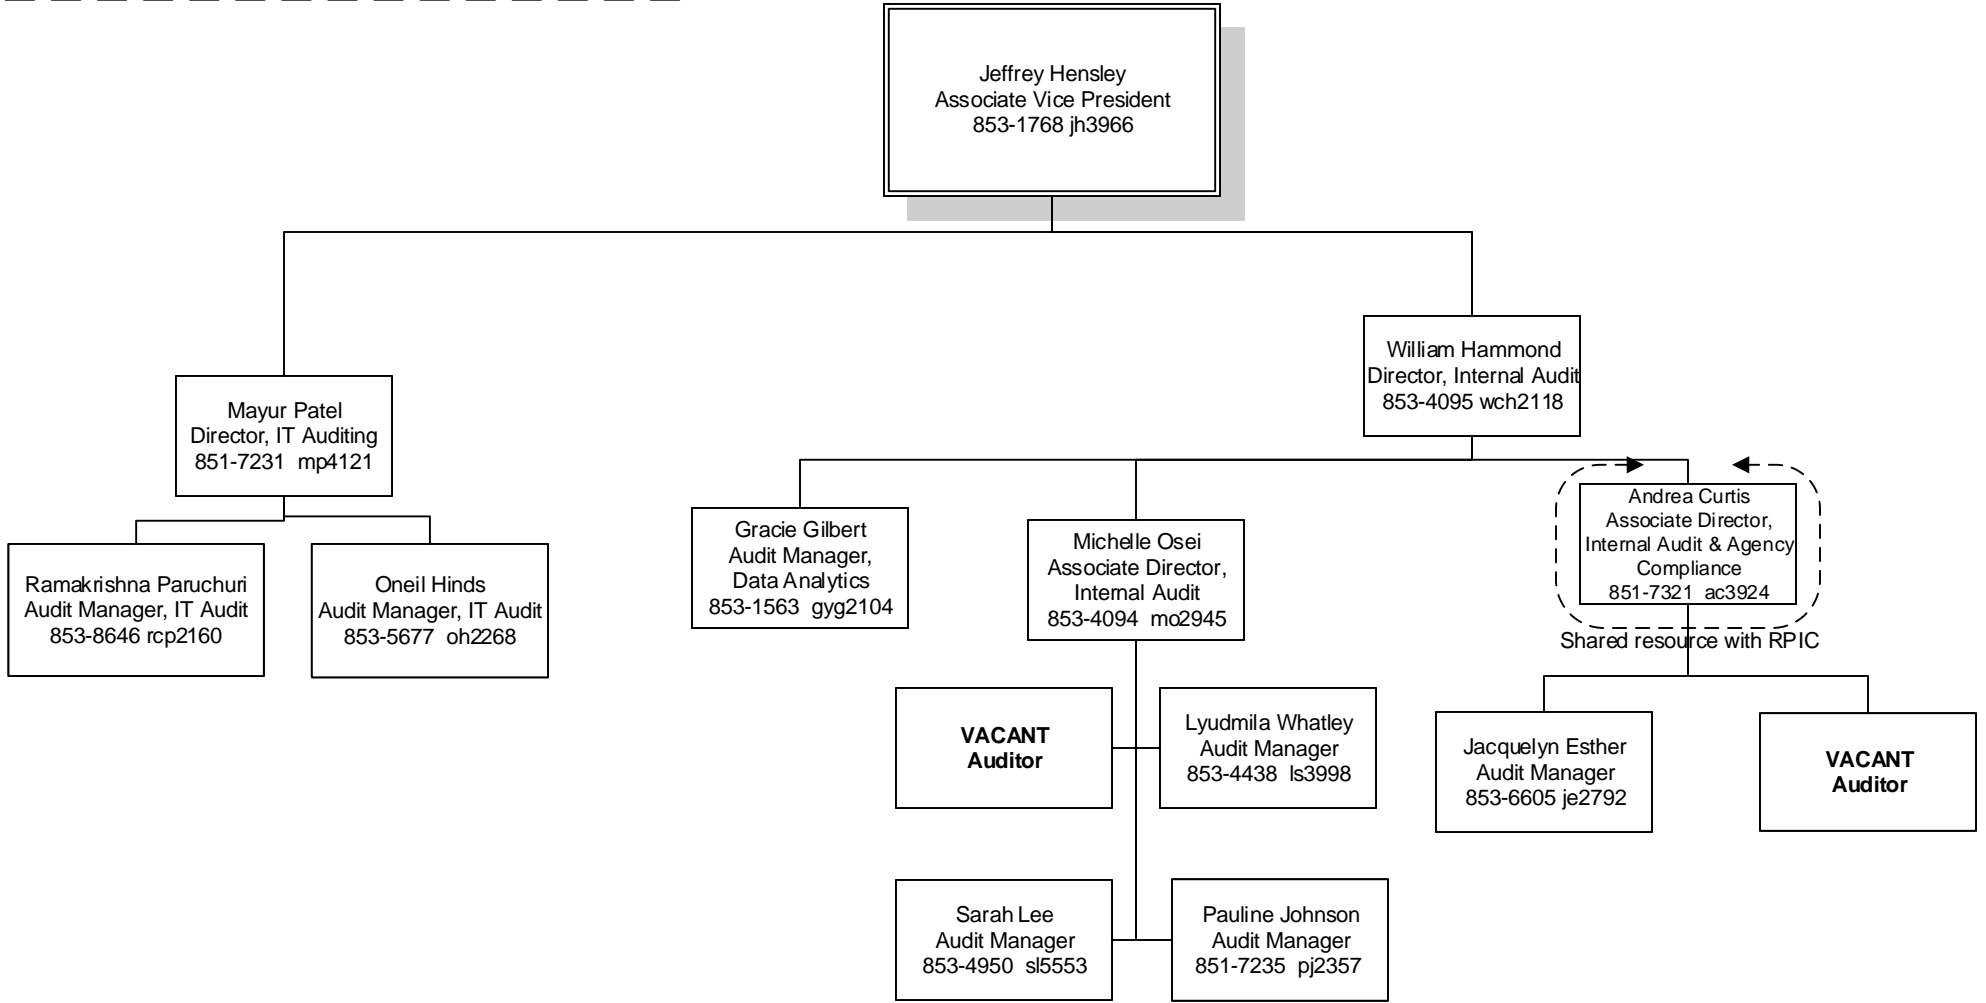 Jeffrey Hensley
Associate Vice President
853-1768 jh3966
William Hammond
Director, Internal Audit
853-4095 wch2118
Mayur Patel
Director, IT Auditing
851-7231 mp4121
Ramakrishna Paruchuri
Audit Manager, IT Audit
853-8646 rcp2160
Oneil Hinds
Audit Manager, IT Audit
853-5677 oh2268
Gracie Gilbert
Audit Manager,
Data Analytics
853-1563 gyg2104
Michelle Osei
Associate Director,
Internal Audit
853-4094 mo2945
Andrea Curtis
Associate Director,
Internal Audit & Agency
Compliance
851-7321 ac3924
Shared resource with RPIC
VACANT
Auditor
Lyudmila Whatley
Audit Manager
853-4438 ls3998
Jacquelyn Esther
Audit Manager
853-6605 je2792
VACANT
Auditor
Sarah Lee
Audit Manager
853-4950 sl5553
Pauline Johnson
Audit Manager
851-7235 pj2357